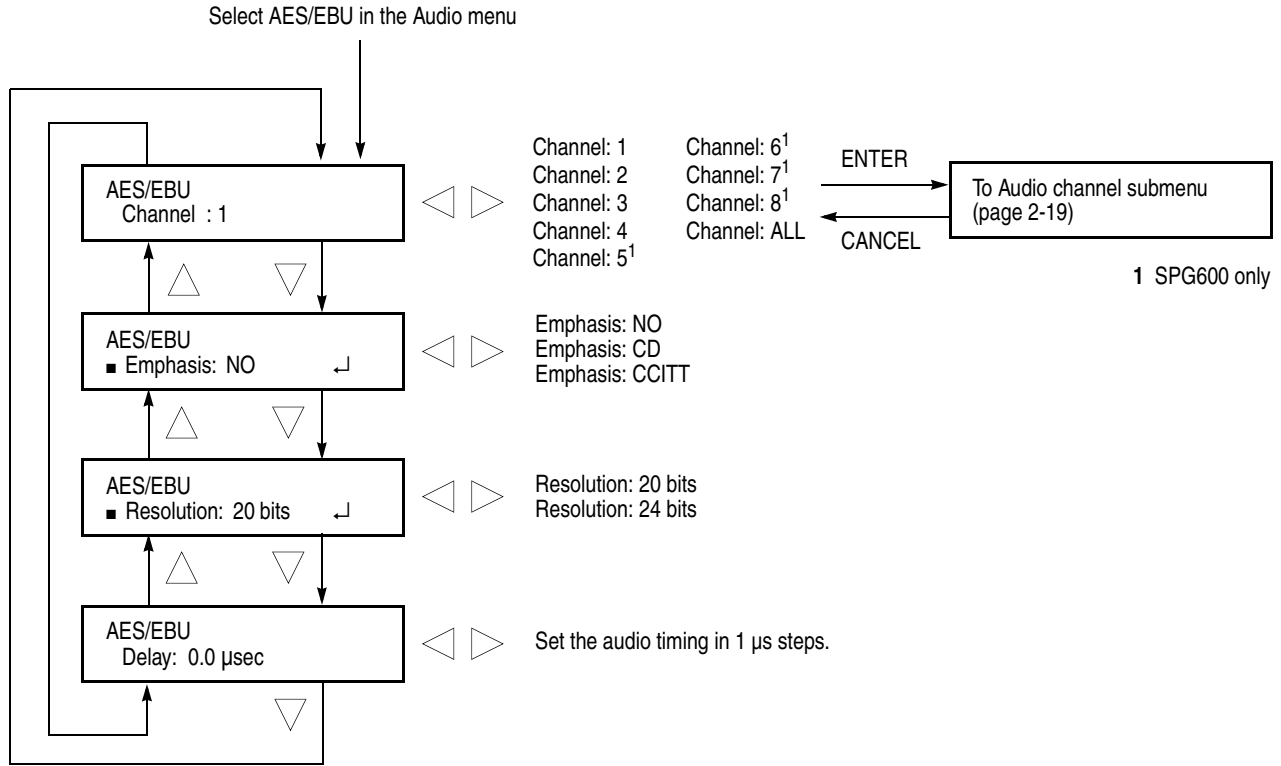 Select AES/EBU in the Audio menu
AES/EBU
Channel : 1
Channel: 1
Channel: 2
Channel: 3
Channel: 4
Channel: 5¹
Channel: 6¹
Channel: 7¹
Channel: 8¹
Channel: ALL
ENTER
CANCEL
To Audio channel submenu
(page 2-19)
1 SPG600 only
AES/EBU
■ Emphasis: NO ↵
Emphasis: NO
Emphasis: CD
Emphasis: CCITT
AES/EBU
■ Resolution: 20 bits ↵
Resolution: 20 bits
Resolution: 24 bits
AES/EBU
Delay: 0.0 µsec
Set the audio timing in 1 µs steps.